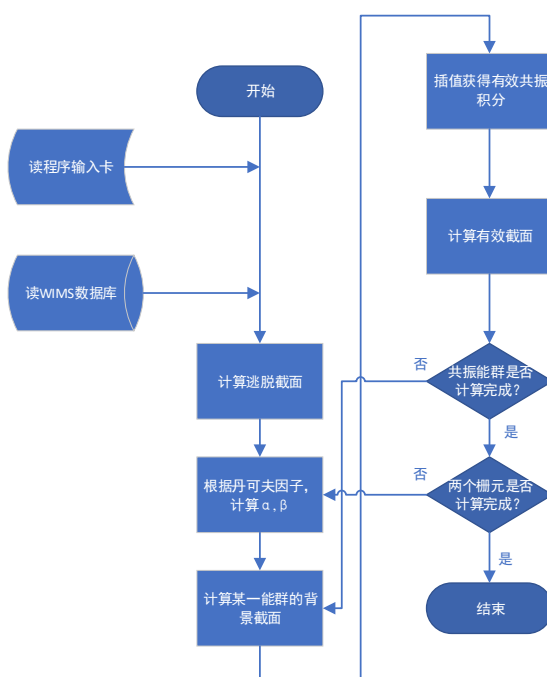 开始
读程序输入卡
读WIMS数据库
计算逃脱截面
根据丹可夫因子，
计算α,β
计算某一能群的背
景截面
插值获得有效共振
积分
计算有效截面
共振能群是否
计算完成？
否
是
两个栅元是否
计算完成？
否
是
结束